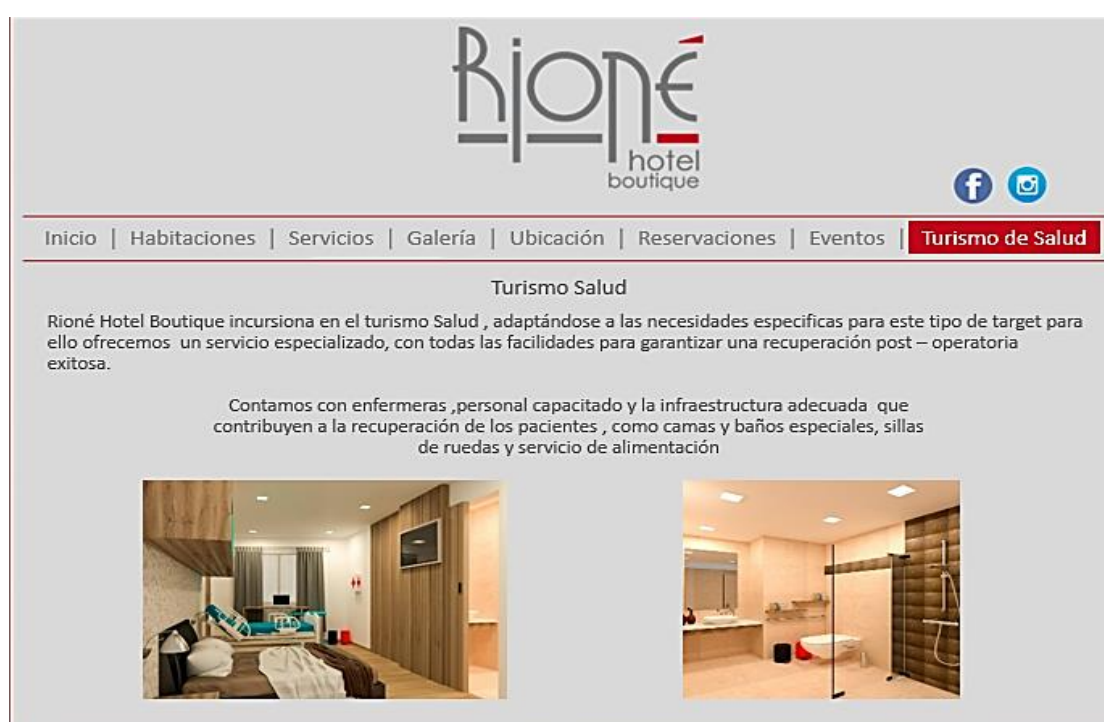 Rioné
hotel
boutique
Inicio | Habitaciones | Servicios | Galería | Ubicación | Reservaciones | Eventos | Turismo de Salud
Turismo Salud
Rioné Hotel Boutique incursiona en el turismo Salud , adaptándose a las necesidades especificas para este tipo de target para
ello ofrecemos un servicio especializado, con todas las facilidades para garantizar una recuperación post – operatoria
exitosa.
Contamos con enfermeras ,personal capacitado y la infraestructura adecuada que
contribuyen a la recuperación de los pacientes , como camas y baños especiales, sillas
de ruedas y servicio de alimentación